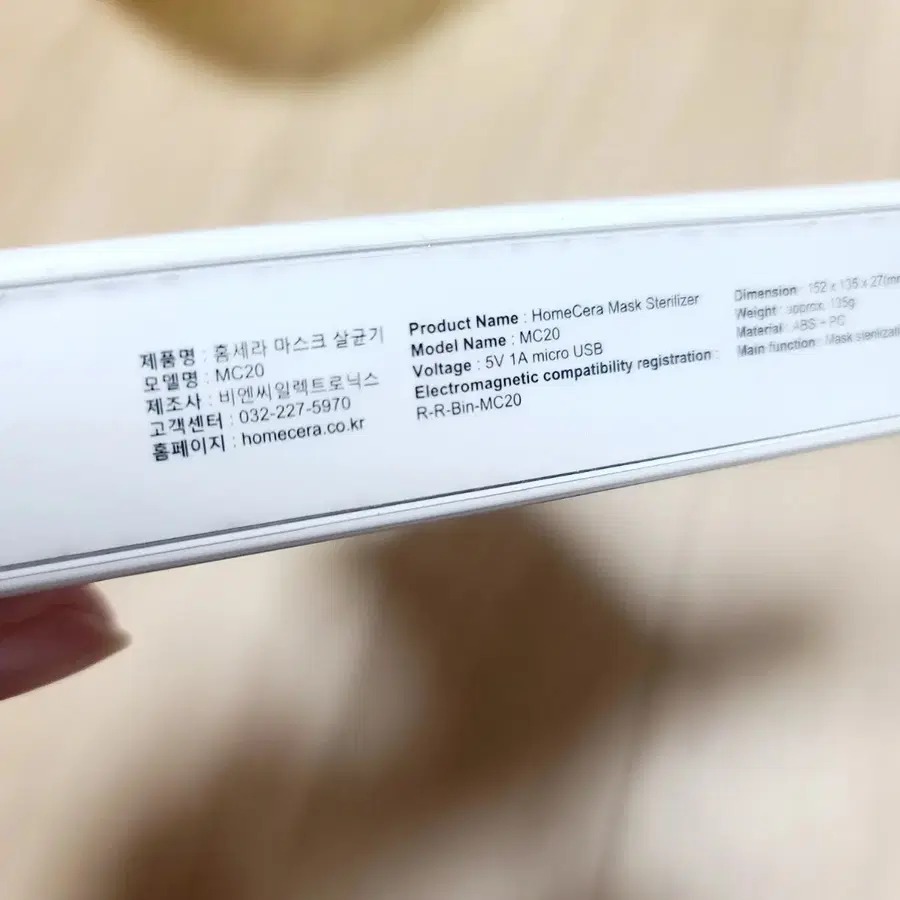 제품명 : 홈세라 마스크 살균기
모델명 : MC20
제조사 : 비엔씨일렉트로닉스
고객센터 : 032-227-5970
홈페이지 : homecera.co.kr
Product Name : HomeCera Mask Sterilizer
Model Name : MC20
Voltage : 5V 1A micro USB
Electromagnetic compatibility registration :
R-R-Bin-MC20
Dimension : 152 x 135 x 27(mm
Weight : approx. 135g
Material : ABS + PC
Main function : Mask sterilizati